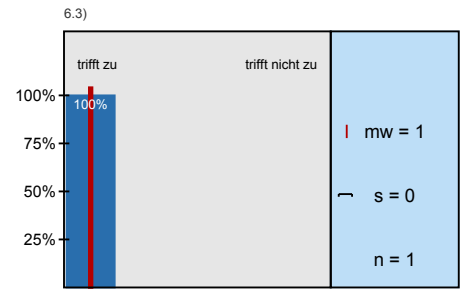 6.3)
trifft zu trifft nicht zu
100%
100%
75%
50%
25%
mw = 1
s = 0
n = 1